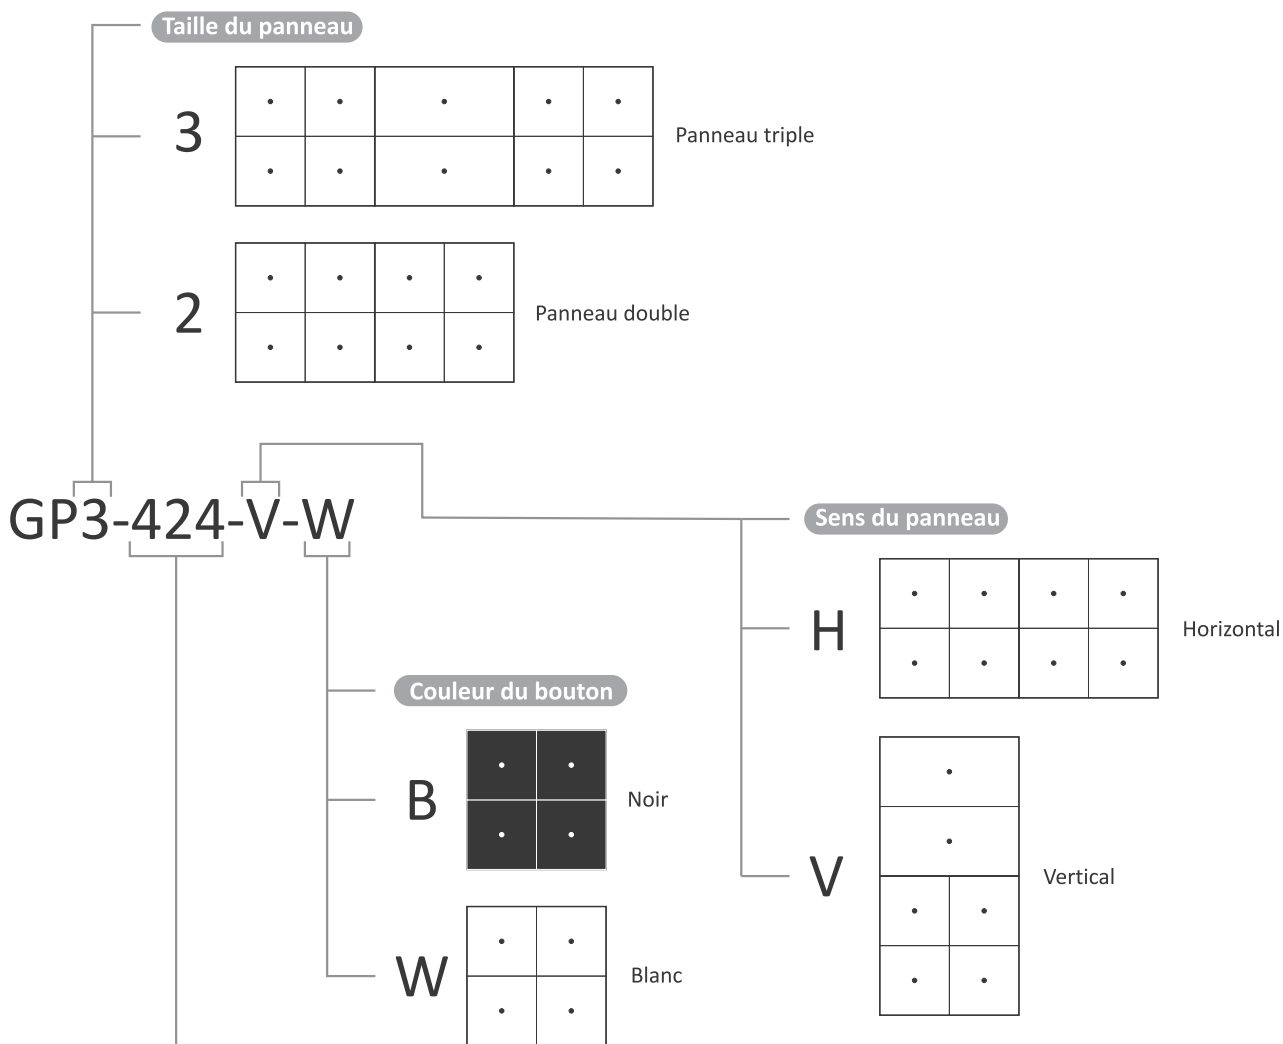 Taille du panneau
3
Panneau triple
2
Panneau double
GP3-424-V-W
Sens du panneau
H
Horizontal
Couleur du bouton
B
Noir
V
Vertical
W
Blanc